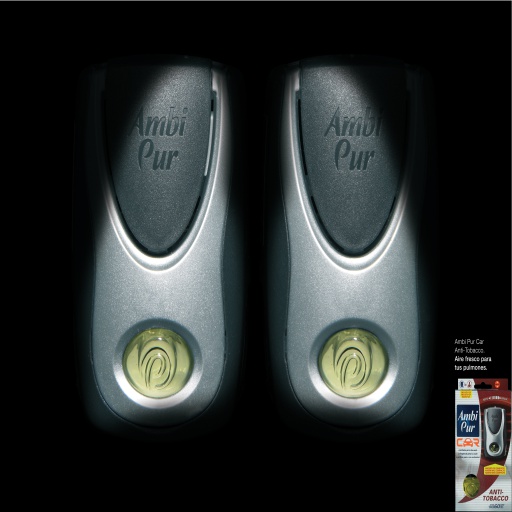 Ambi
Pur
Ambi
Pur
Ambi Pur Car
Anti-Tobacco.
Aire fresco para
tus pulmones.
Ambi
Pur
CAR
ANTI-
TOBACCO